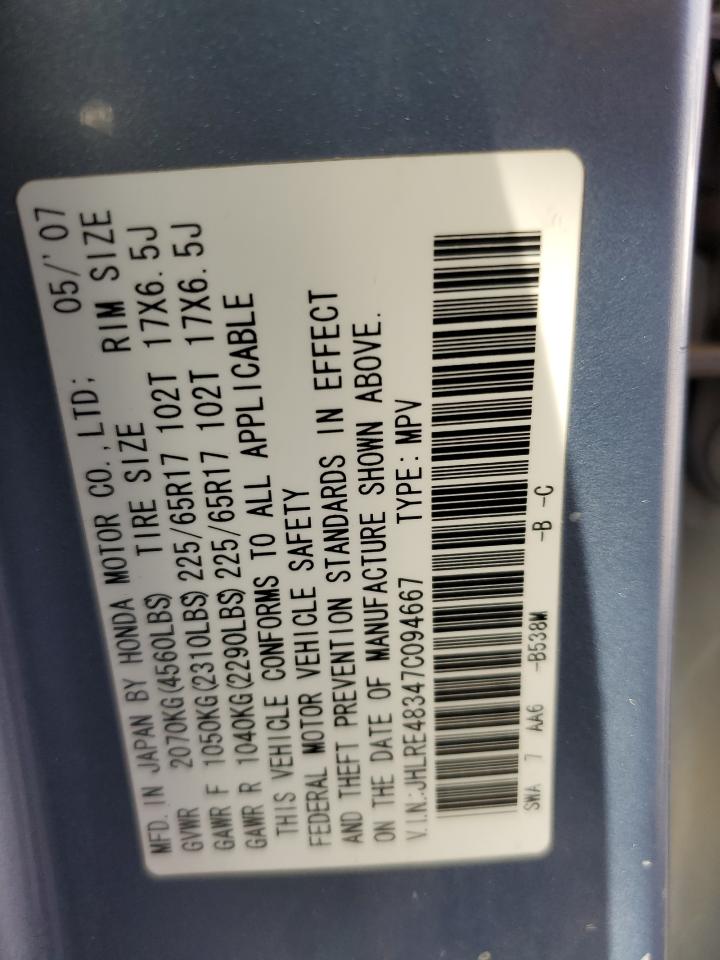 MFD. IN JAPAN BY HONDA MOTOR CO., LTD; 05/'07
GVWR 2070KG(4560LBS) TIRE SIZE RIM SIZE
GAWR F 1050KG(2310LBS) 225/65R17 102T 17X6.5J
GAWR R 1040KG(2290LBS) 225/65R17 102T 17X6.5J
THIS VEHICLE CONFORMS TO ALL APPLICABLE
FEDERAL MOTOR VEHICLE SAFETY
AND THEFT PREVENTION STANDARDS IN EFFECT
ON THE DATE OF MANUFACTURE SHOWN ABOVE.
V.I.N.:JHLRE48347C094667 TYPE: MPV
SWA 7 AA6 -B538M -B -C